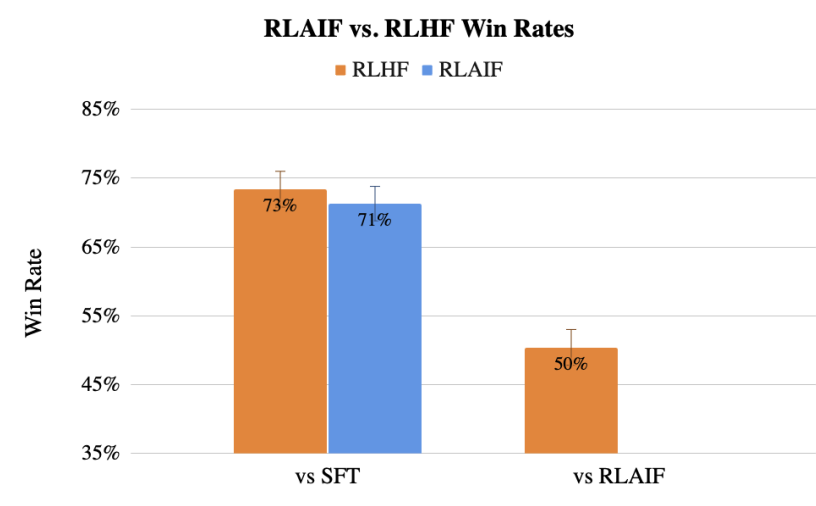 RLAIF vs. RLHF Win Rates
RLHF RLAIF
85%
75%
73%
71%
65%
55%
50%
45%
35%
Win Rate
vs SFT vs RLAIF